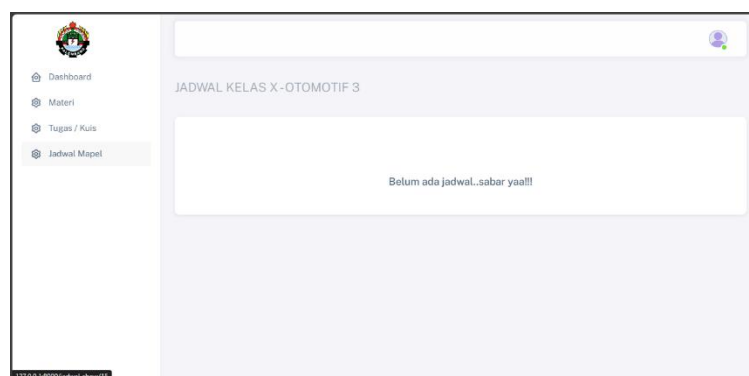 Dashboard
Materi
Tugas / Kuis
Jadwal Mapel
JADWAL KELAS X - OTOMOTIF 3
Belum ada jadwal..sabar yaa!!!